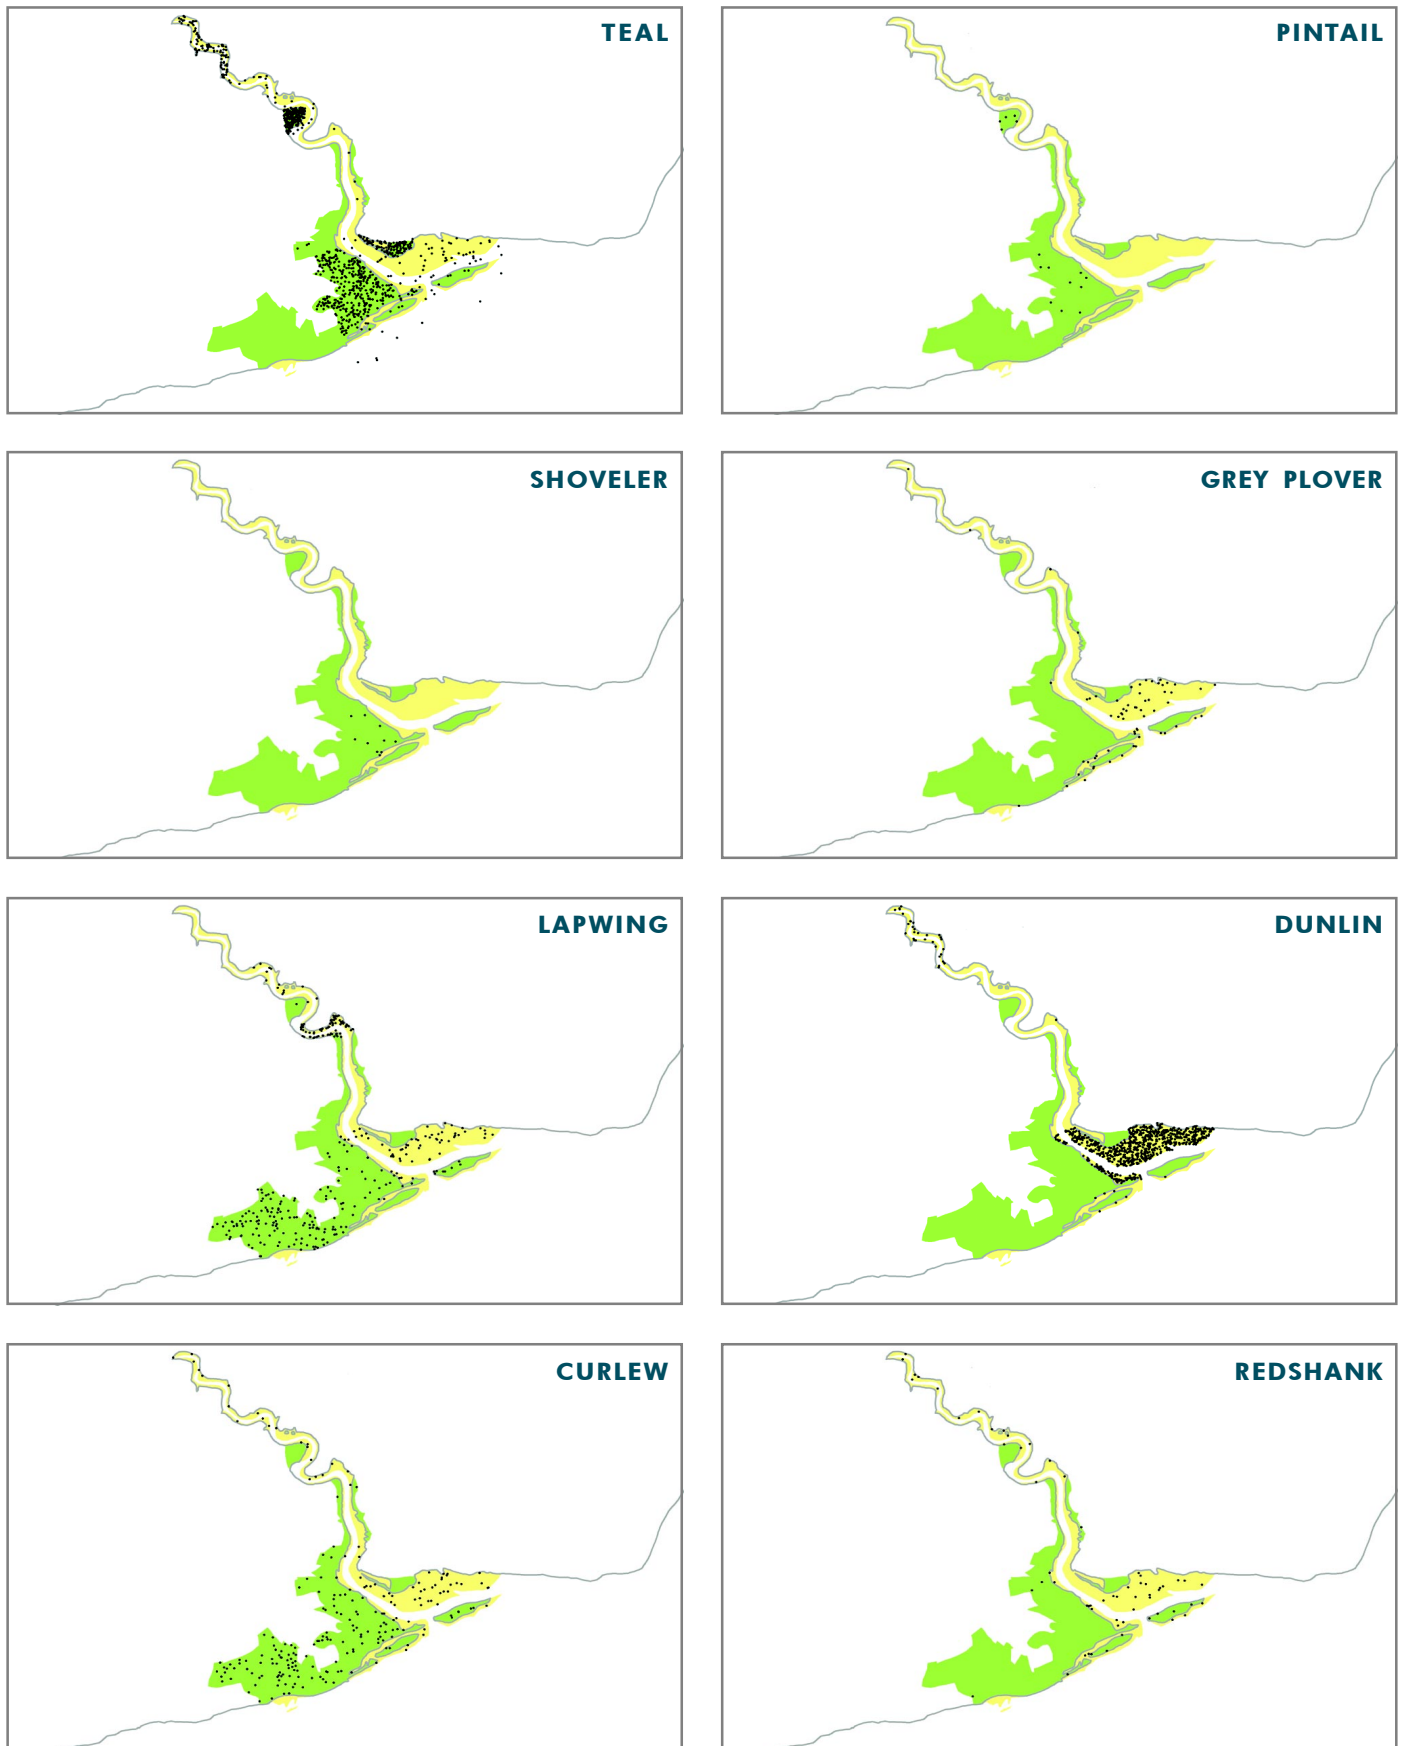 TEAL
PINTAIL
SHOVELER
GREY PLOVER
LAPWING
DUNLIN
CURLEW
REDSHANK